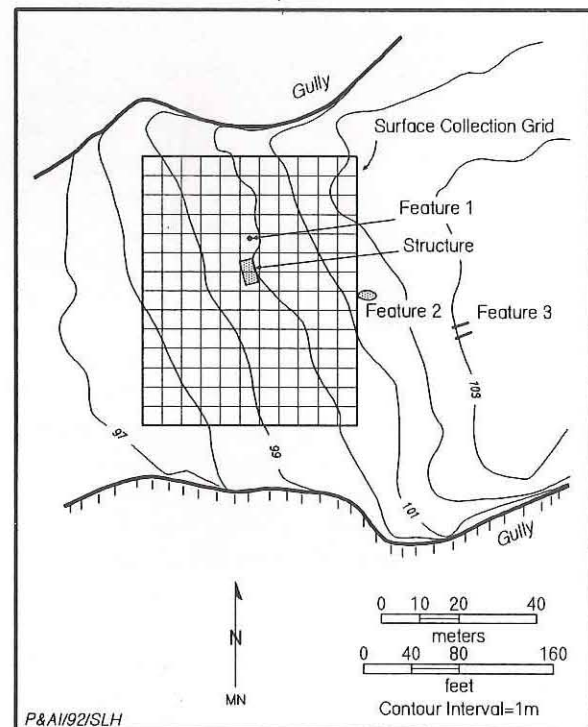 Gully
Surface Collection Grid
Feature 1
Structure
Feature 2
Feature 3
103
97
99
101
Gully
N
MN
0 10 20 40
meters
0 40 80 160
feet
Contour Interval=1m
P&AI/92/SLH